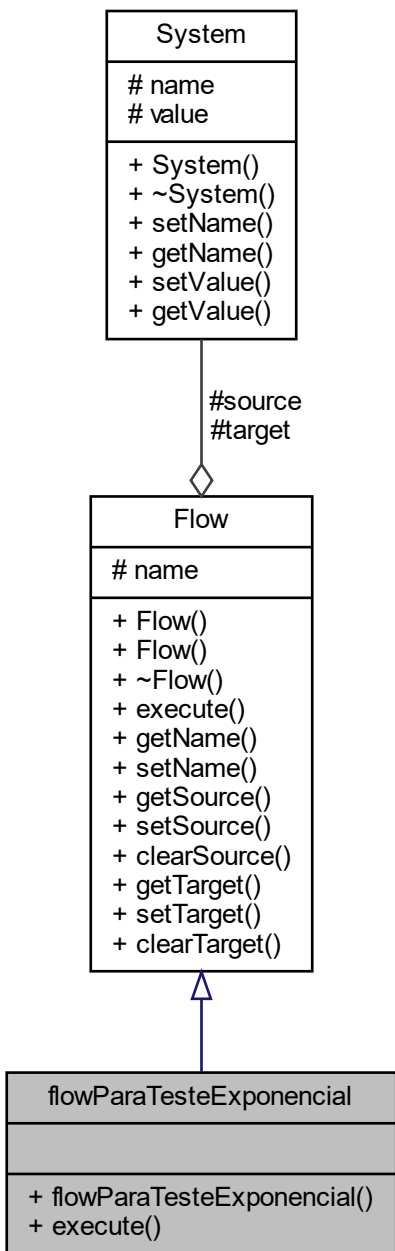 System
# name
# value
+ System()
+ ~System()
+ setName()
+ getName()
+ setValue()
+ getValue()
#source
#target
Flow
# name
+ Flow()
+ Flow()
+ ~Flow()
+ execute()
+ getName()
+ setName()
+ getSource()
+ setSource()
+ clearSource()
+ getTarget()
+ setTarget()
+ clearTarget()
flowParaTesteExponencial
+ flowParaTesteExponencial()
+ execute()